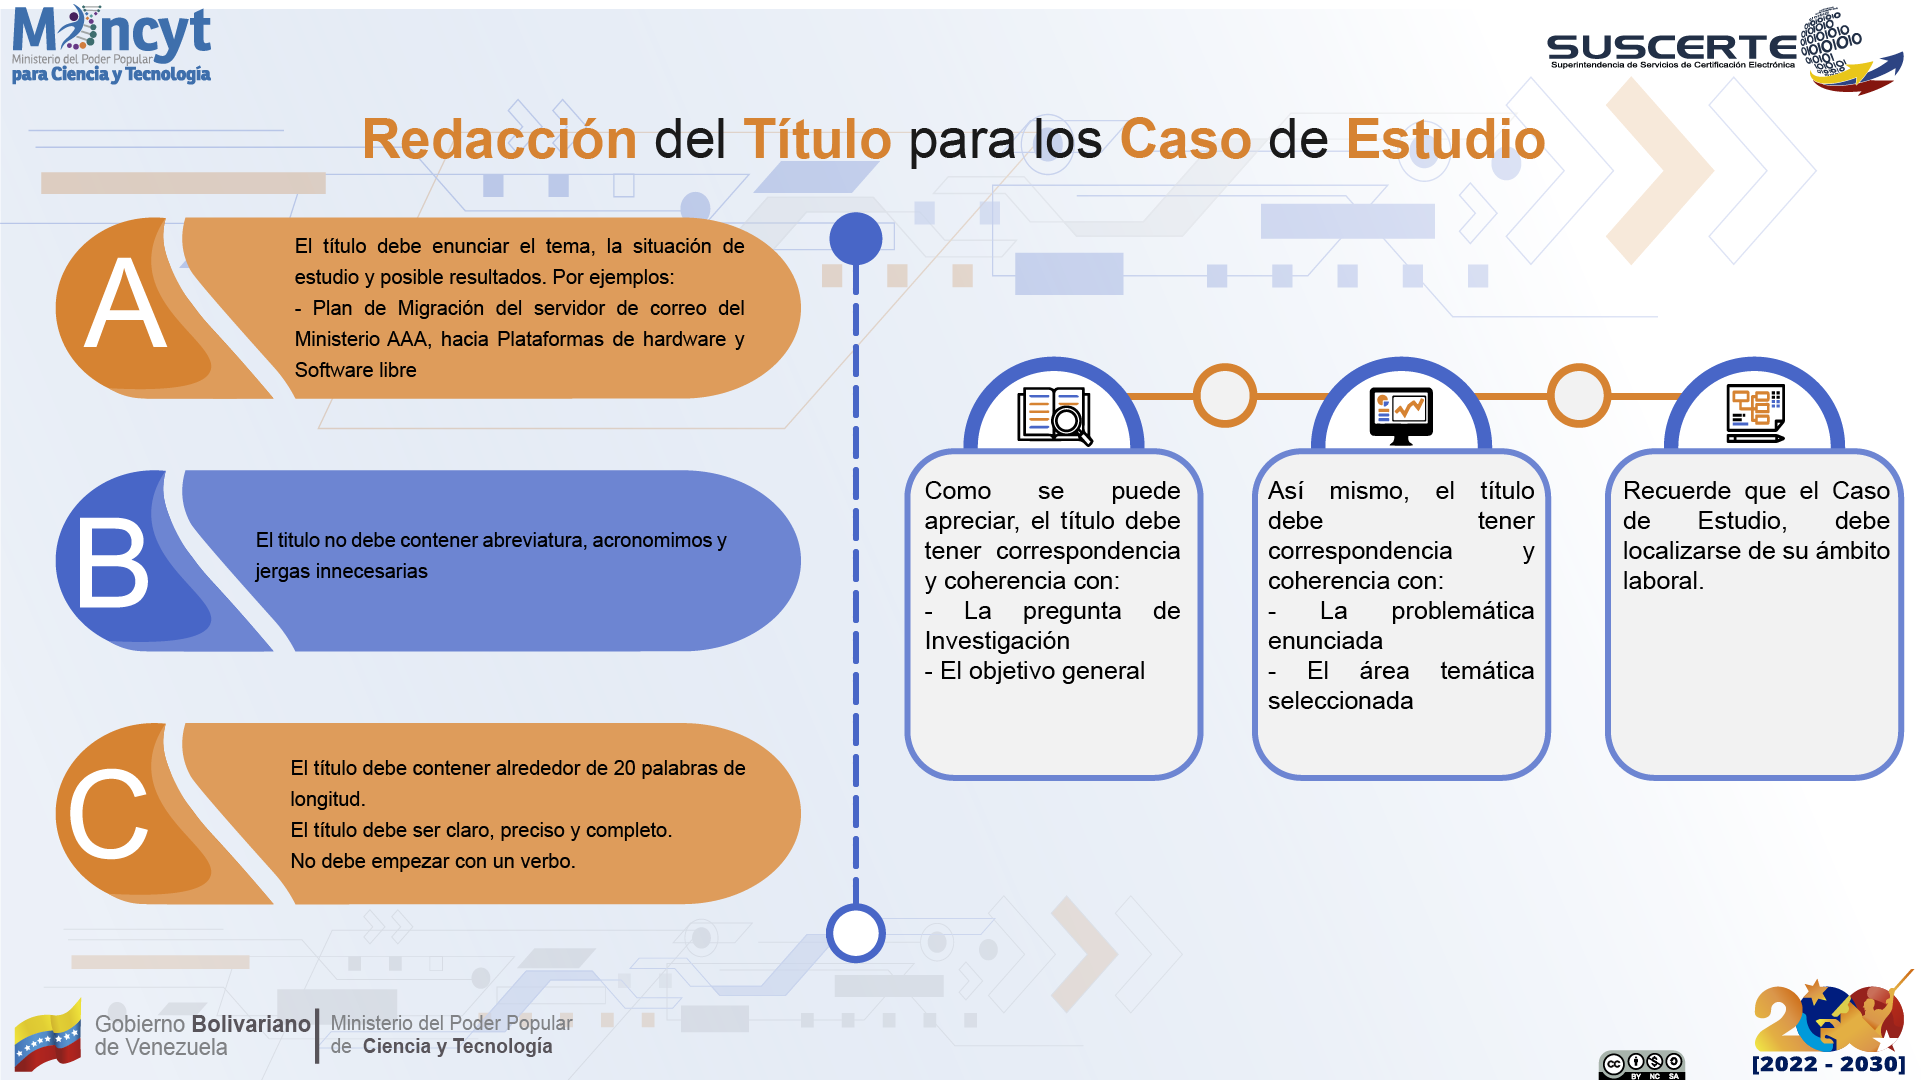 Mincyt
Ministerio del Poder Popular
para Ciencia y Tecnología
SUSCERTE
Superintendencia de Servicios de Certificación Electrónica
Redacción del Título para los Caso de Estudio
A
El título debe enunciar el tema, la situación de
estudio y posible resultados. Por ejemplos:
- Plan de Migración del servidor de correo del
Ministerio AAA, hacia Plataformas de hardware y
Software libre
B
El titulo no debe contener abreviatura, acronomimos y
jergas innecesarias
C
El título debe contener alrededor de 20 palabras de
longitud.
El título debe ser claro, preciso y completo.
No debe empezar con un verbo.
Como se puede
apreciar, el título debe
tener correspondencia
y coherencia con:
- La pregunta de
Investigación
- El objetivo general
Así mismo, el título
debe tener
correspondencia y
coherencia con:
- La problemática
enunciada
- El área temática
seleccionada
Recuerde que el Caso
de Estudio, debe
localizarse de su ámbito
laboral.
Gobierno Bolivariano
de Venezuela
Ministerio del Poder Popular
de Ciencia y Tecnología
cc
BY NC SA
200
[2022 - 2030]